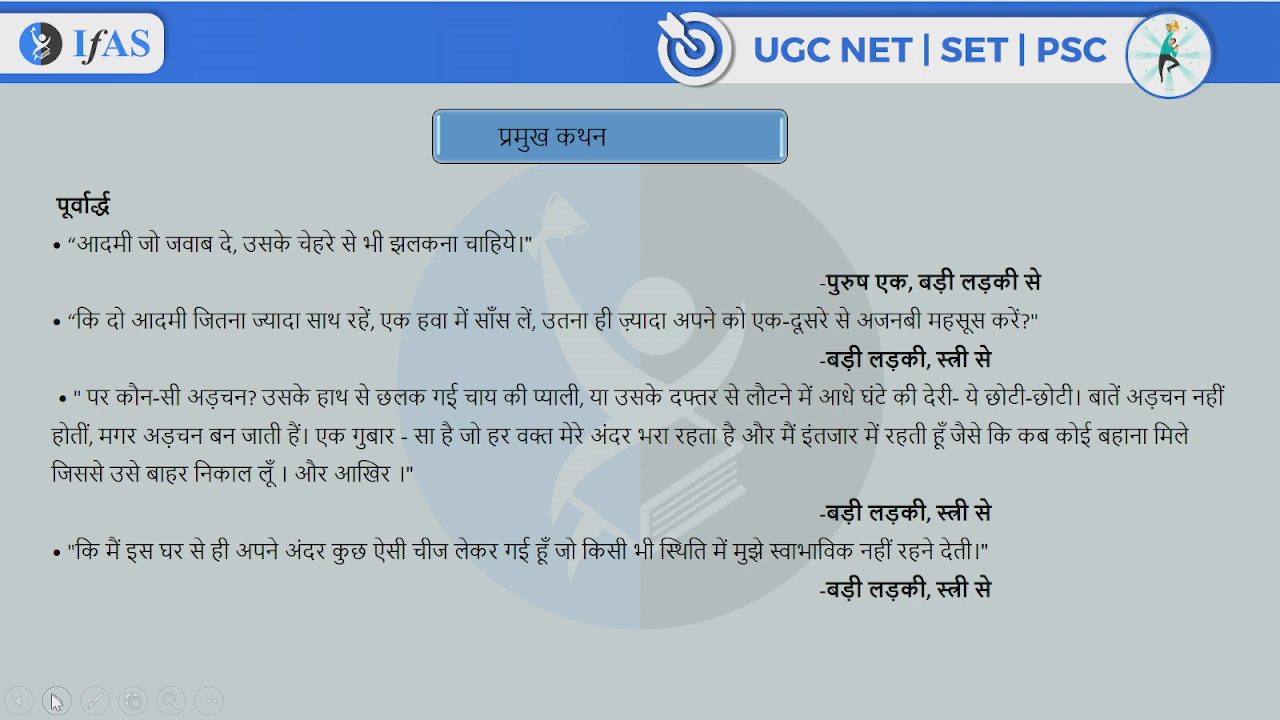 IfAS
UGC NET | SET | PSC
प्रमुख कथन
पूर्वार्द्ध
• “आदमी जो जवाब दे, उसके चेहरे से भी झलकना चाहिये।"
-पुरुष एक, बड़ी लड़की से
• “कि दो आदमी जितना ज्यादा साथ रहें, एक हवा में साँस लें, उतना ही ज़्यादा अपने को एक-दूसरे से अजनबी महसूस करें?"
-बड़ी लड़की, स्त्री से
• " पर कौन-सी अड़चन? उसके हाथ से छलक गई चाय की प्याली, या उसके दफ्तर से लौटने में आधे घंटे की देरी- ये छोटी-छोटी। बातें अड़चन नहीं
होतीं, मगर अड़चन बन जाती हैं। एक गुबार - सा है जो हर वक्त मेरे अंदर भरा रहता है और मैं इंतजार में रहती हूँ जैसे कि कब कोई बहाना मिले
जिससे उसे बाहर निकाल लूँ । और आखिर ।"
-बड़ी लड़की, स्त्री से
• "कि मैं इस घर से ही अपने अंदर कुछ ऐसी चीज लेकर गई हूँ जो किसी भी स्थिति में मुझे स्वाभाविक नहीं रहने देती।"
-बड़ी लड़की, स्त्री से